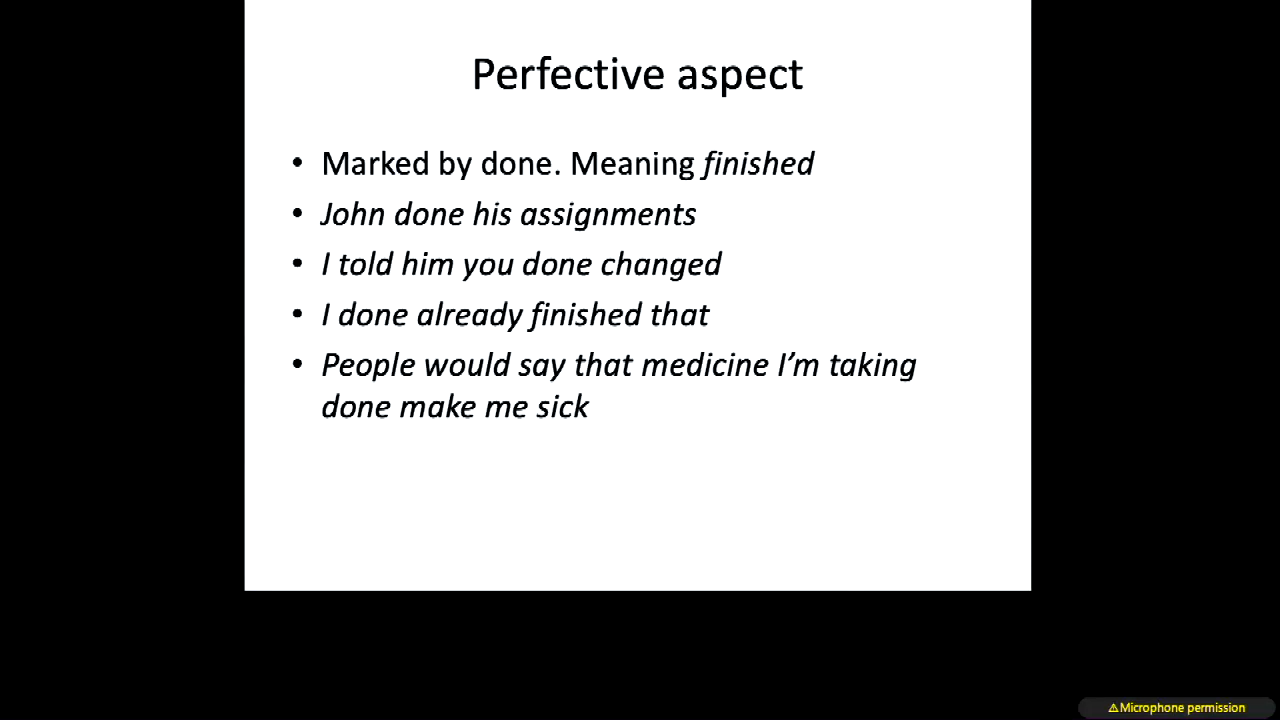 Perfective aspect
• Marked by done. Meaning finished
• John done his assignments
• I told him you done changed
• I done already finished that
• People would say that medicine I’m taking
done make me sick
⚠Microphone permission